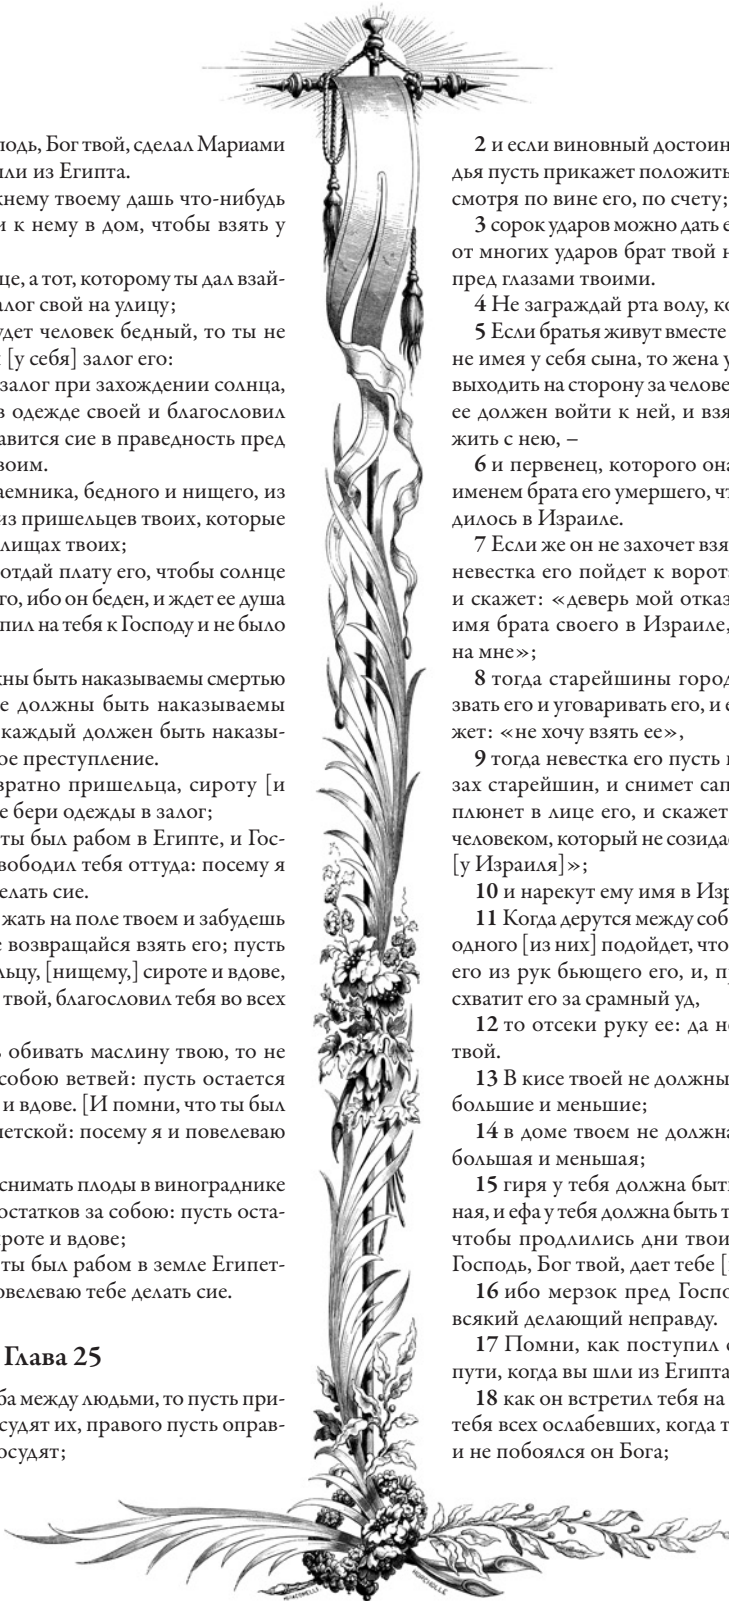 подь, Бог твой, сделал Мариами
ли из Египта.
жнему твоему дашь что-нибудь
и к нему в дом, чтобы взять у
це, а тот, которому ты дал взай-
алог свой на улицу;
удет человек бедный, то ты не
[у себя] залог его:
залог при захождении солнца,
в одежде своей и благословил
авится сие в праведность пред
воим.
аемника, бедного и нищего, из
из пришельцев твоих, которые
лищах твоих;
отдай плату его, чтобы солнце
го, ибо он беден, и ждет ее душа
пил на тебя к Господу и не было
жны быть наказываемы смертью
е должны быть наказываемы
каждый должен быть наказы-
ое преступление.
вратно пришельца, сироту [и
е бери одежды в залог;
ты был рабом в Египте, и Гос-
вободил тебя оттуда: посему я
елать сие.
жать на поле твоем и забудешь
е возвращайся взять его; пусть
льцу, [нищему,] сироте и вдове,
твой, благословил тебя во всех
ь обивать маслину твою, то не
собою ветвей: пусть остается
и вдове. [И помни, что ты был
петской: посему я и повелеваю
снимать плоды в винограднике
остатков за собою: пусть оста-
ироте и вдове;
ты был рабом в земле Египет-
овелеваю тебе делать сие.
Глава 25
ба между людьми, то пусть при-
судят их, правого пусть оправ-
осудят;
2 и если виновный достоин
дья пусть прикажет положить
смотря по вине его, по счету;
3 сорок ударов можно дать е
от многих ударов брат твой н
пред глазами твоими.
4 Не заграждай рта волу, ко
5 Если братья живут вместе
не имея у себя сына, то жена у
выходить на сторону за челове
ее должен войти к ней, и взя
жить с нею, –
6 и первенец, которого она
именем брата его умершего, чт
дилось в Израиле.
7 Если же он не захочет взя
невестка его пойдет к ворот
и скажет: «деверь мой отказ
имя брата своего в Израиле,
на мне»;
8 тогда старейшины город
звать его и уговаривать его, и е
жет: «не хочу взять ее»,
9 тогда невестка его пусть п
зах старейшин, и снимет сап
плюнет в лице его, и скажет
человеком, который не созидае
[у Израиля]»;
10 и нарекут ему имя в Изр
11 Когда дерутся между соб
одного [из них] подойдет, что
его из рук бьющего его, и, пр
схватит его за срамный уд,
12 то отсеки руку ее: да не
твой.
13 В кисе твоей не должны
большие и меньшие;
14 в доме твоем не должна
большая и меньшая;
15 гиря у тебя должна быть
ная, и ефа у тебя должна быть т
чтобы продлились дни твои
Господь, Бог твой, дает тебе [
16 ибо мерзок пред Госпо
всякий делающий неправду.
17 Помни, как поступил с
пути, когда вы шли из Египта
18 как он встретил тебя на
тебя всех ослабевших, когда т
и не побоялся он Бога;